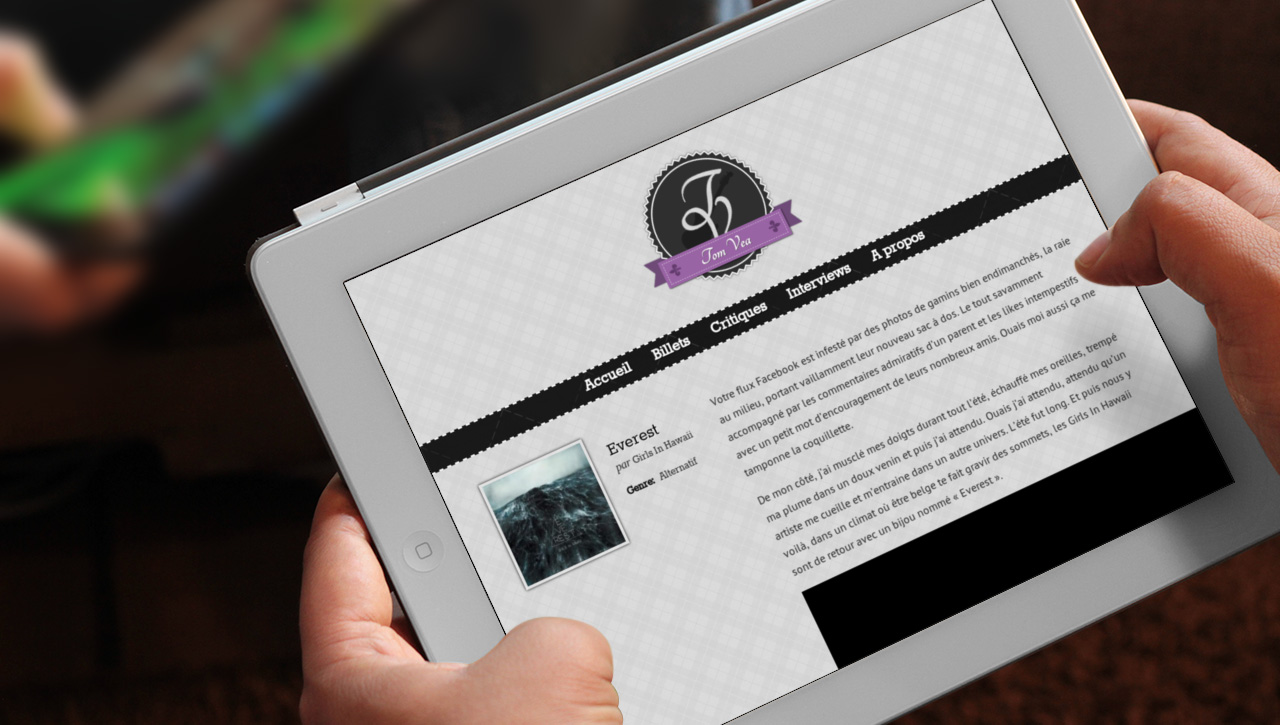 Tom Vea
Accueil Billets Critiques Interviews A propos
Everest
par Girls In Hawaii
Genre: Alternatif
Votre flux Facebook est infesté par des photos de gamins bien endimanchés, la raie
au milieu, portant vaillamment leur nouveau sac à dos. Le tout savamment
accompagné par les commentaires admiratifs d'un parent et les likes intempestifs
avec un petit mot d'encouragement de leurs nombreux amis. Ouais moi aussi ça me
tamponne la coquillette.
De mon côté, j'ai musclé mes doigts durant tout l'été, échauffé mes oreilles, trempé
ma plume dans un doux venin et puis j'ai attendu. Ouais j'ai attendu, attendu qu'un
artiste me cueille et m'entraine dans un autre univers. L'été fut long. Et puis nous y
voilà, dans un climat où être belge te fait gravir des sommets, les Girls In Hawaii
sont de retour avec un bijou nommé « Everest ».